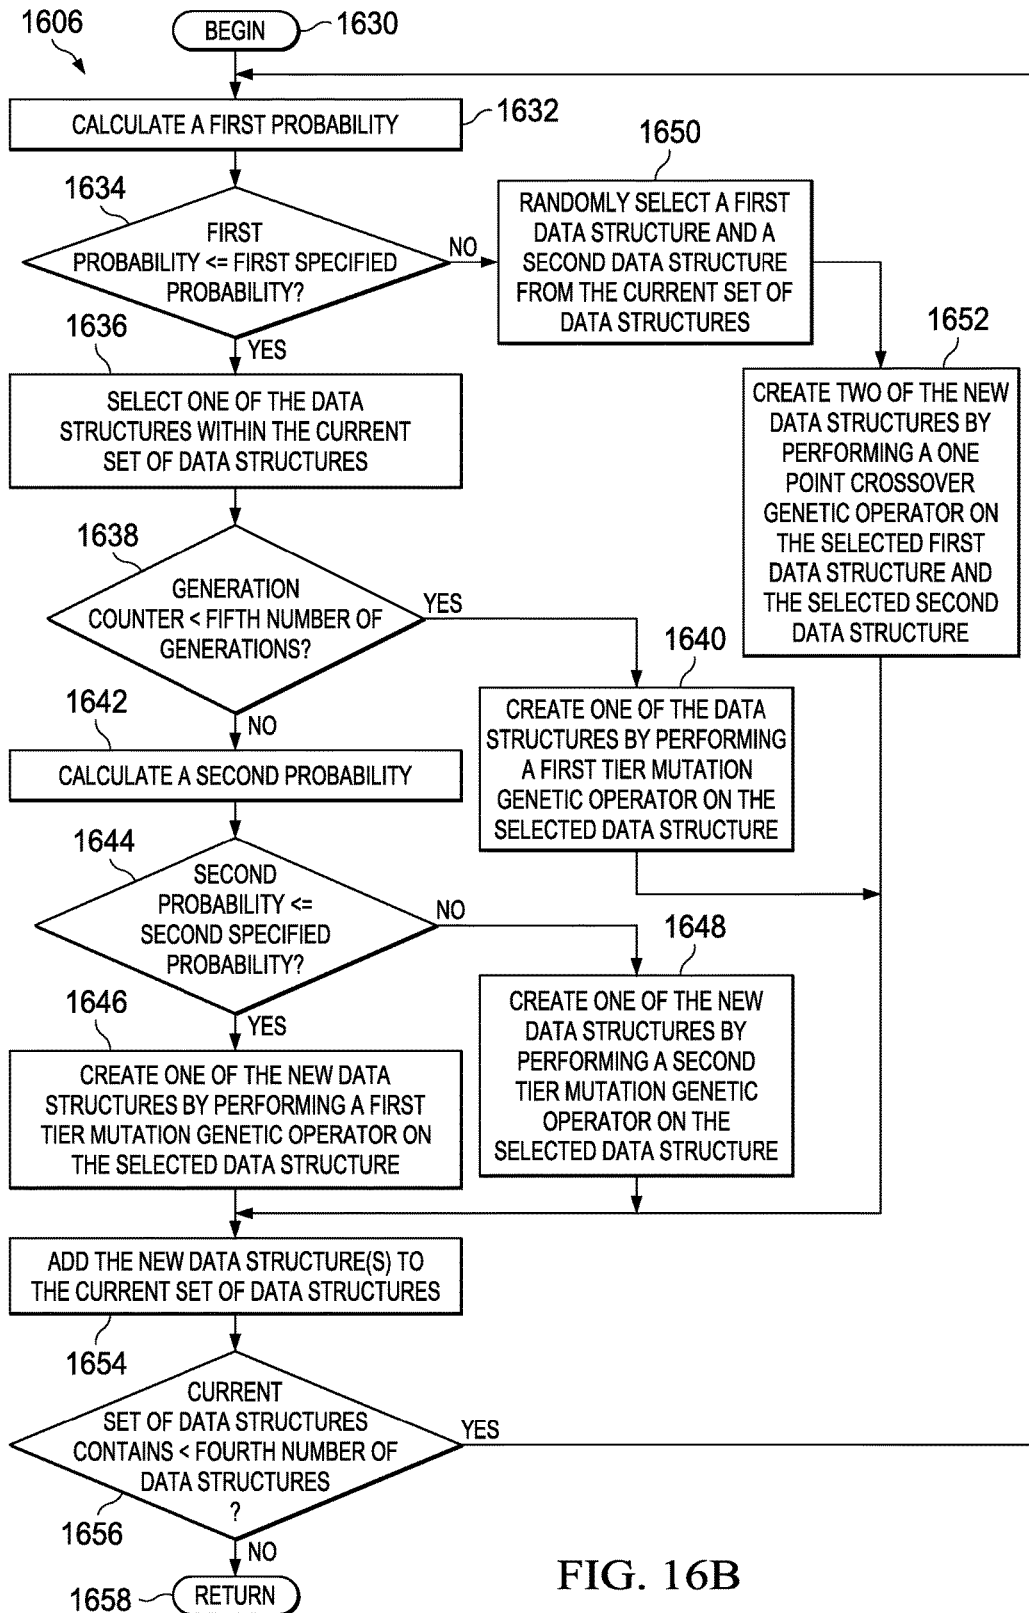 1606
BEGIN
1630
CALCULATE A FIRST PROBABILITY
1632
1634
FIRST
PROBABILITY <= FIRST SPECIFIED
PROBABILITY?
NO
YES
1650
RANDOMLY SELECT A FIRST
DATA STRUCTURE AND A
SECOND DATA STRUCTURE
FROM THE CURRENT SET OF
DATA STRUCTURES
1652
CREATE TWO OF THE NEW
DATA STRUCTURES BY
PERFORMING A ONE
POINT CROSSOVER
GENETIC OPERATOR ON
THE SELECTED FIRST
DATA STRUCTURE AND
THE SELECTED SECOND
DATA STRUCTURE
1636
SELECT ONE OF THE DATA
STRUCTURES WITHIN THE CURRENT
SET OF DATA STRUCTURES
1638
GENERATION
COUNTER < FIFTH NUMBER OF
GENERATIONS?
YES
NO
1640
CREATE ONE OF THE DATA
STRUCTURES BY PERFORMING
A FIRST TIER MUTATION
GENETIC OPERATOR ON THE
SELECTED DATA STRUCTURE
1642
CALCULATE A SECOND PROBABILITY
1644
SECOND
PROBABILITY <=
SECOND SPECIFIED
PROBABILITY?
NO
YES
1648
CREATE ONE OF THE NEW
DATA STRUCTURES BY
PERFORMING A SECOND
TIER MUTATION GENETIC
OPERATOR ON THE
SELECTED DATA STRUCTURE
1646
CREATE ONE OF THE NEW DATA
STRUCTURES BY PERFORMING A FIRST
TIER MUTATION GENETIC OPERATOR ON
THE SELECTED DATA STRUCTURE
ADD THE NEW DATA STRUCTURE(S) TO
THE CURRENT SET OF DATA STRUCTURES
1654
CURRENT
SET OF DATA STRUCTURES
CONTAINS < FOURTH NUMBER OF
DATA STRUCTURES
?
YES
1656
NO
1658
RETURN
FIG. 16B